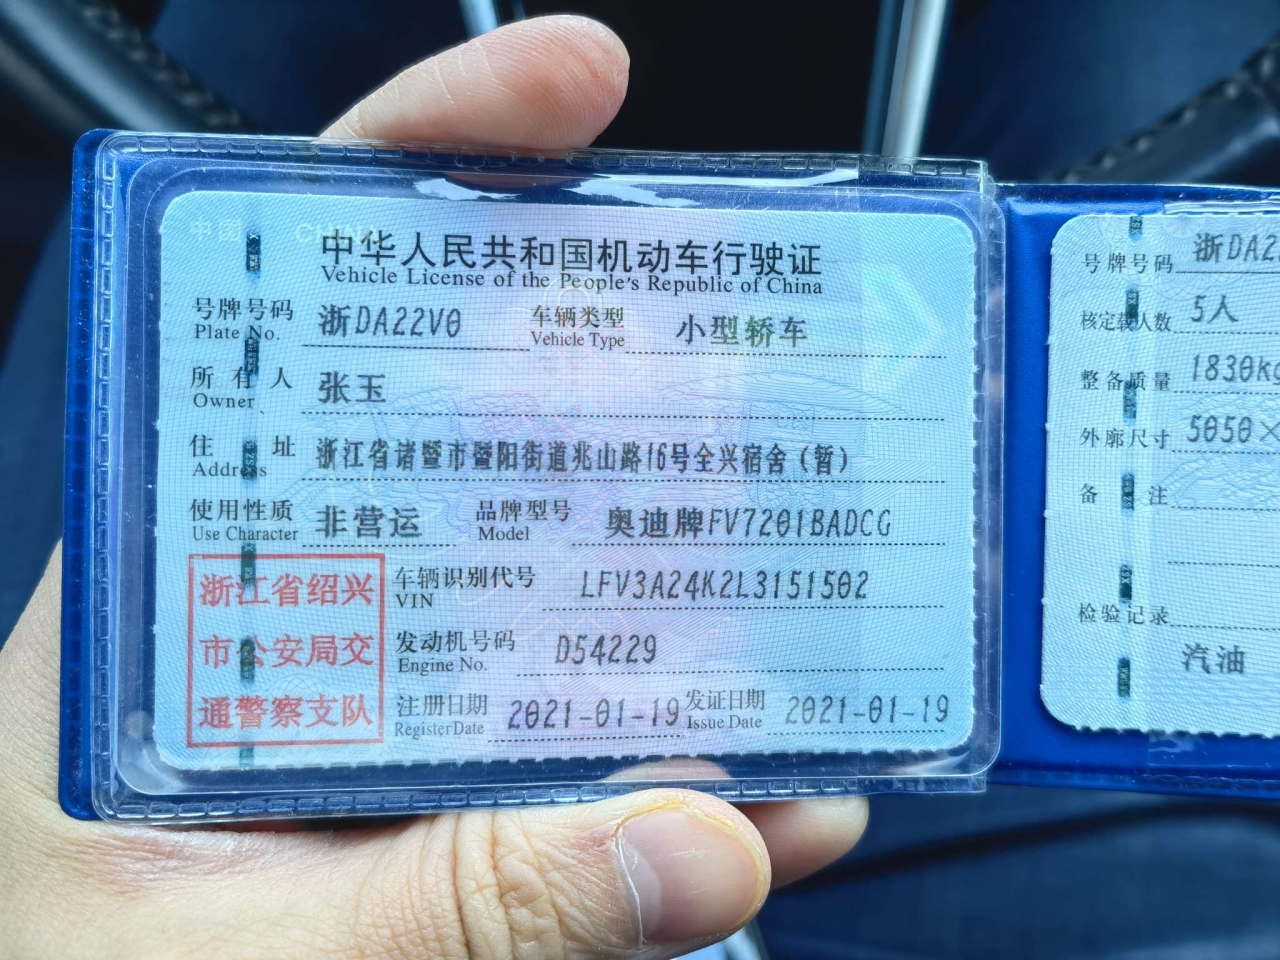 中华人民共和国机动车行驶证
Vehicle License of the People's Republic of China
号牌号码 浙DA22V0 车辆类型 小型轿车
Plate No. Vehicle Type
所有人 张玉
Owner
住址 浙江省诸暨市暨阳街道兆山路16号全兴宿舍（暂）
Address
使用性质 非营运 品牌型号 奥迪牌FV7201BADCG
Use Character Model
浙江省绍兴
市公安局交
通警察支队
车辆识别代号 LFV3A24K2L3151502
VIN
发动机号码 D54229
Engine No.
注册日期 2021-01-19 发证日期 2021-01-19
Register Date Issue Date
号牌号码 浙DA2
核定载人数 5人
整备质量 1830kg
外廓尺寸 5050×
备注
检验记录
汽油